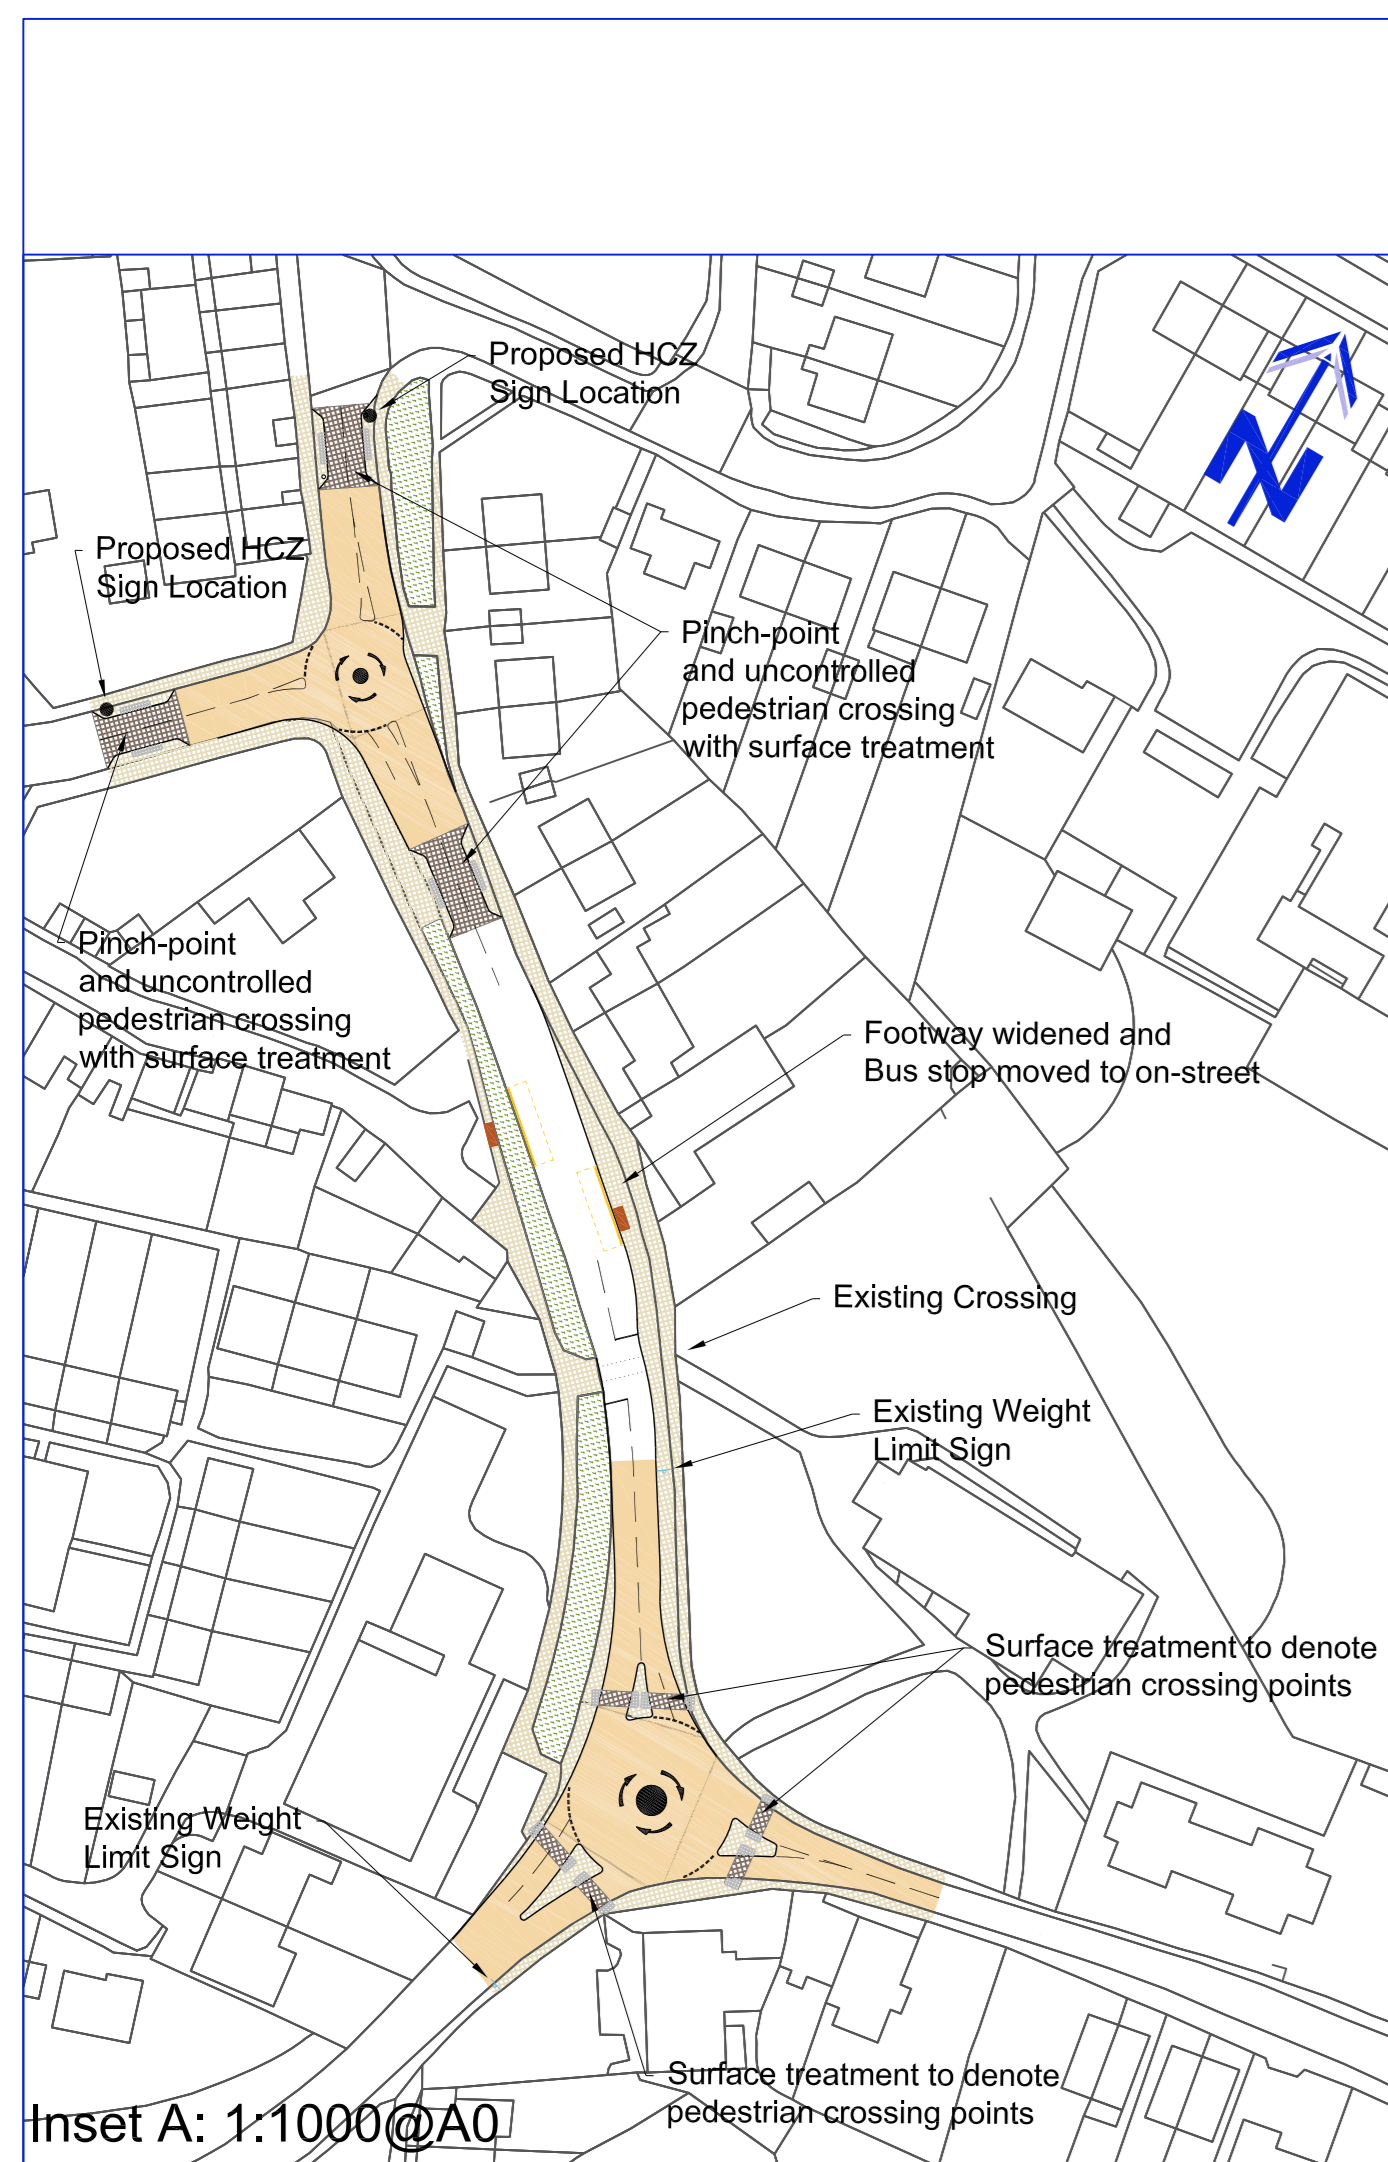 Proposed HCZ
Sign Location
N
Proposed HCZ
Sign Location
Pinch-point
and uncontrolled
pedestrian crossing
with surface treatment
Pinch-point
and uncontrolled
pedestrian crossing
with surface treatment
Footway widened and
Bus stop moved to on-street
Existing Crossing
Existing Weight
Limit Sign
Surface treatment to denote
pedestrian crossing points
Existing Weight
Limit Sign
Surface treatment to denote
pedestrian crossing points
Inset A: 1:1000@A0